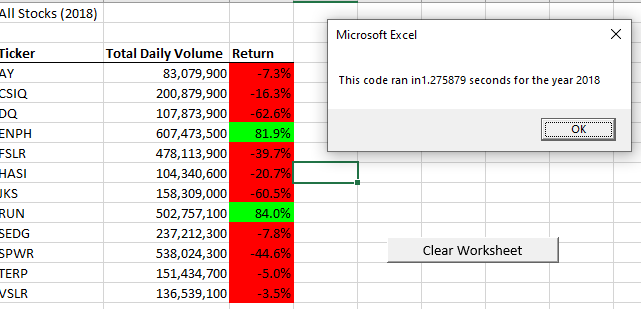 All Stocks (2018)
Ticker Total Daily Volume Return
AY 83,079,900 -7.3%
CSIQ 200,879,900 -16.3%
DQ 107,873,900 -62.6%
ENPH 607,473,500 81.9%
FSLR 478,113,900 -39.7%
HASI 104,340,600 -20.7%
JKS 158,309,000 -60.5%
RUN 502,757,100 84.0%
SEDG 237,212,300 -7.8%
SPWR 538,024,300 -44.6%
TERP 151,434,700 -5.0%
VSLR 136,539,100 -3.5%
Microsoft Excel
This code ran in1.275879 seconds for the year 2018
OK
Clear Worksheet